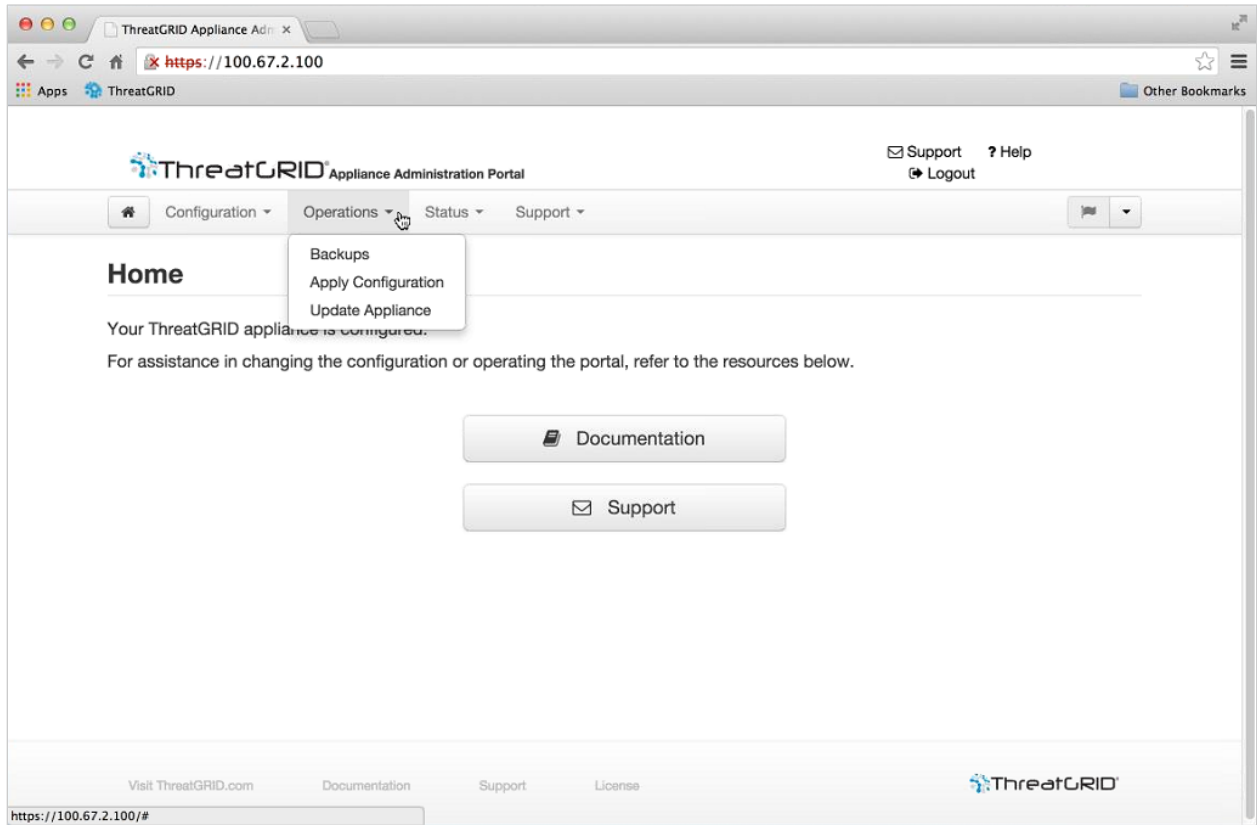 ThreatGRID Appliance Adm
https://100.67.2.100
Apps ThreatGRID Other Bookmarks
ThreatGRID® Appliance Administration Portal
Support ? Help
Logout
Configuration Operations Status Support
Backups
Apply Configuration
Update Appliance
Home
Your ThreatGRID appliance is configured.
For assistance in changing the configuration or operating the portal, refer to the resources below.
Documentation
Support
Visit ThreatGRID.com Documentation Support License ThreatGRID®
https://100.67.2.100/#